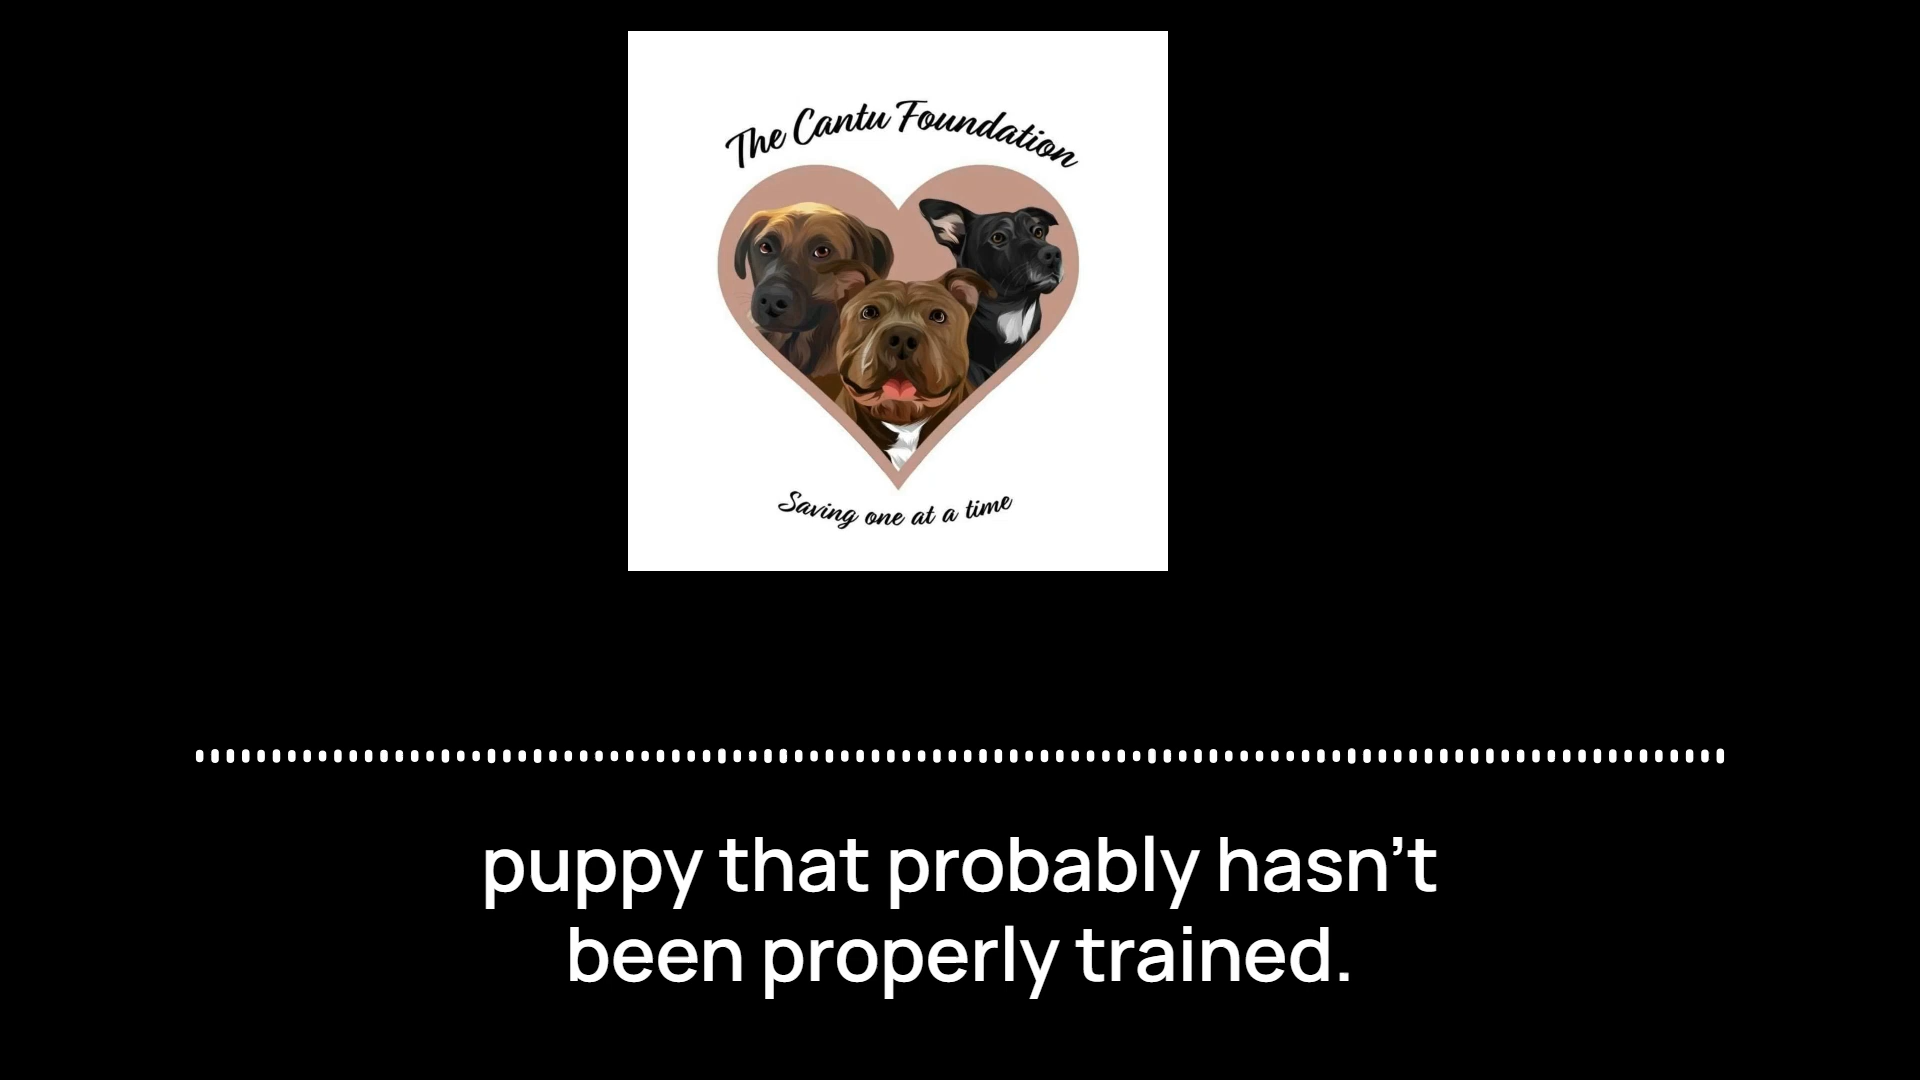 The Cantu Foundation
Saving one at a time
puppy that probably hasn’t
been properly trained.